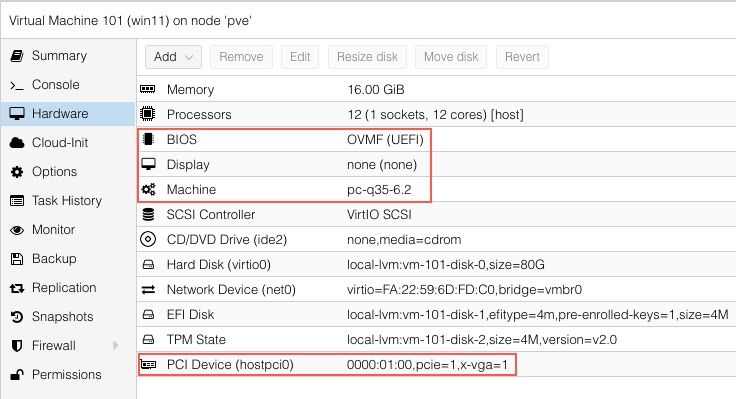 Virtual Machine 101 (win11) on node 'pve'
Summary
Console
Hardware
Cloud-Init
Options
Task History
Monitor
Backup
Replication
Snapshots
Firewall
Permissions
Add Remove Edit Resize disk Move disk Revert
Memory 16.00 GiB
Processors 12 (1 sockets, 12 cores) [host]
BIOS OVMF (UEFI)
Display none (none)
Machine pc-q35-6.2
SCSI Controller VirtIO SCSI
CD/DVD Drive (ide2) none,media=cdrom
Hard Disk (virtio0) local-lvm:vm-101-disk-0,size=80G
Network Device (net0) virtio=FA:22:59:6D:FD:C0,bridge=vmbr0
EFI Disk local-lvm:vm-101-disk-1,efitype=4m,pre-enrolled-keys=1,size=4M
TPM State local-lvm:vm-101-disk-2,size=4M,version=v2.0
PCI Device (hostpci0) 0000:01:00,pcie=1,x-vga=1